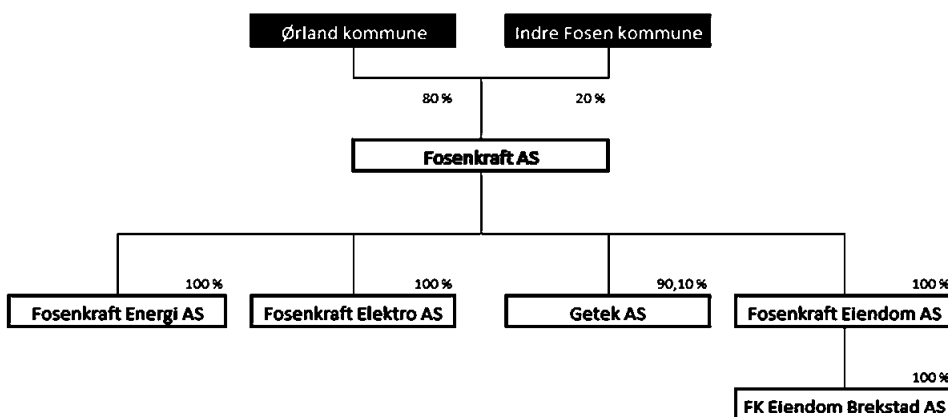 Ørland kommune
Indre Fosen kommune
80 %
20 %
Fosenkraft AS
100 %
100 %
90,10 %
100 %
Fosenkraft Energi AS
Fosenkraft Elektro AS
Getek AS
Fosenkraft Eiendom AS
100 %
FK Eiendom Brekstad AS